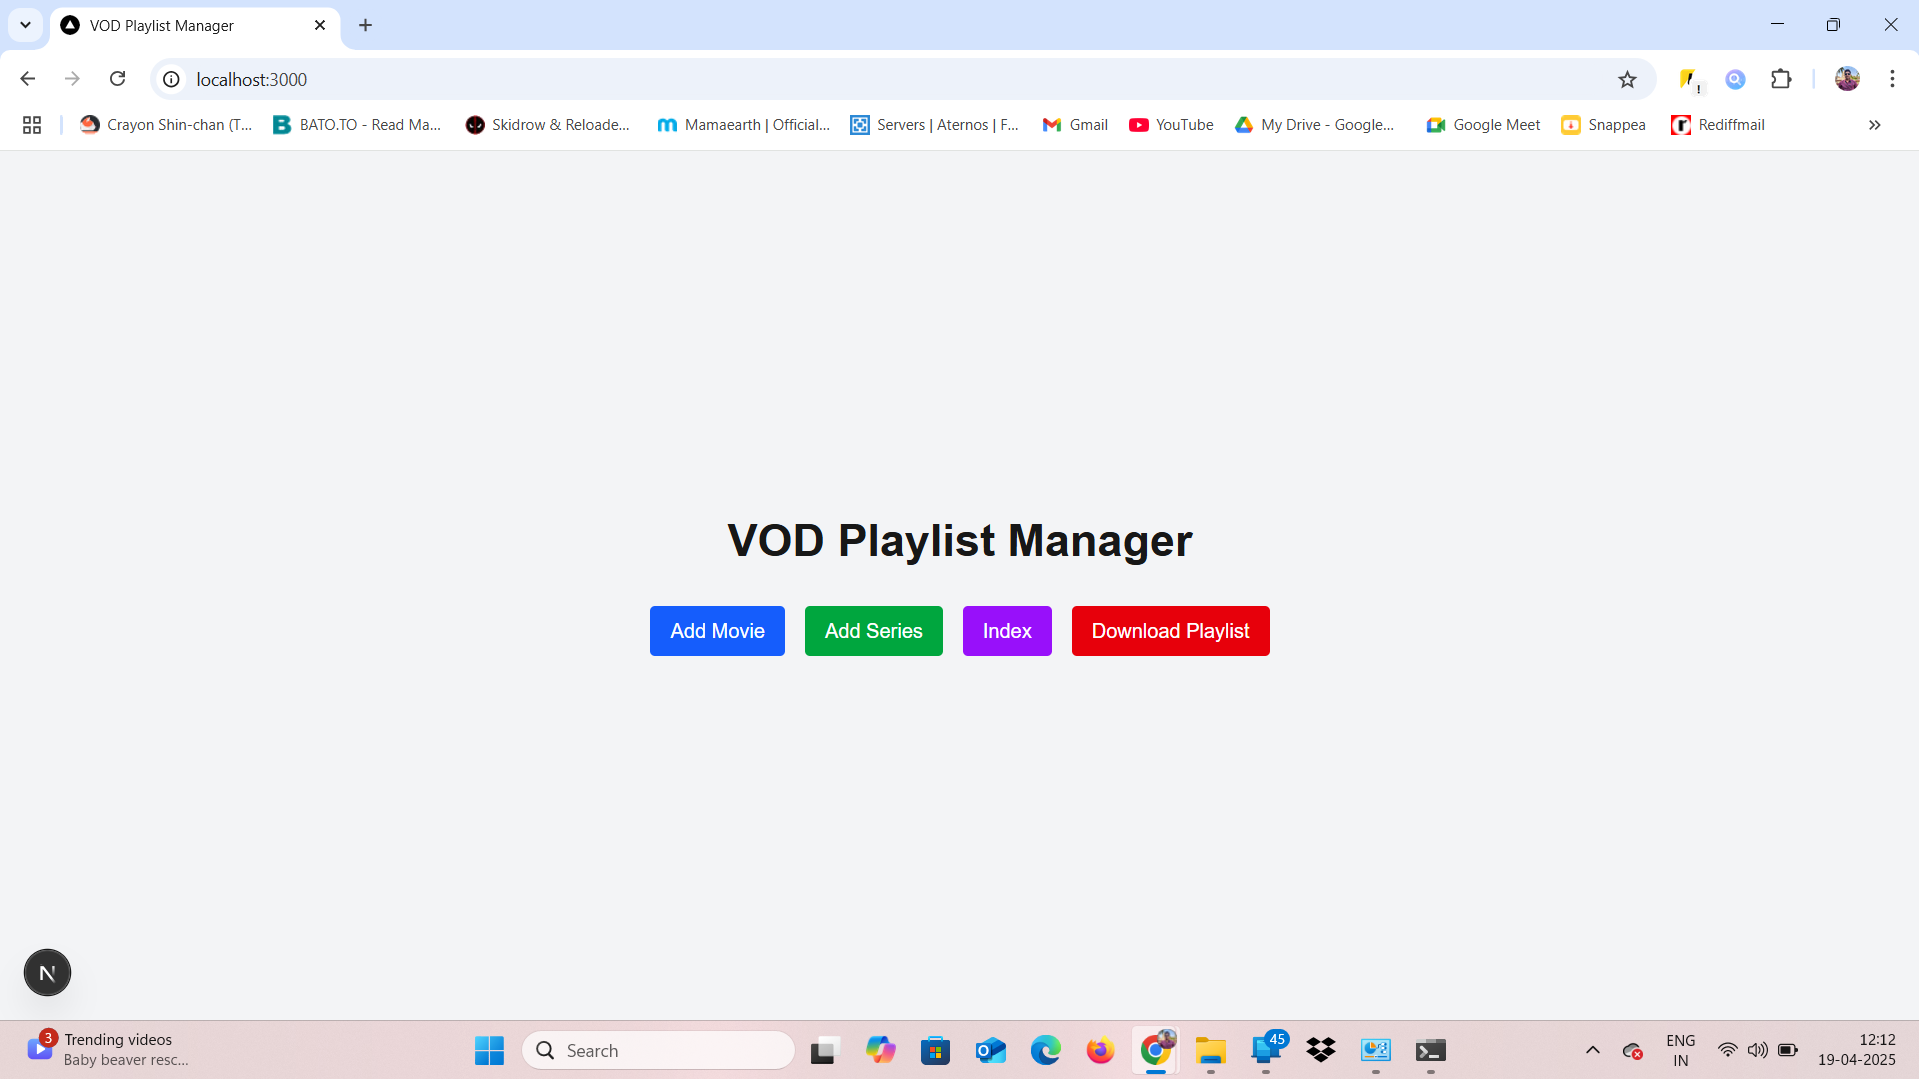 VOD Playlist Manager
localhost:3000
Crayon Shin-chan (T...
BATO.TO - Read Ma...
Skidrow & Reloade...
Mamaearth | Official...
Servers | Aternos | F...
Gmail
YouTube
My Drive - Google...
Google Meet
Snappea
Rediffmail
VOD Playlist Manager
Add Movie
Add Series
Index
Download Playlist
N
3
Trending videos
Baby beaver resc...
Search
45
ENG
IN
12:12
19-04-2025